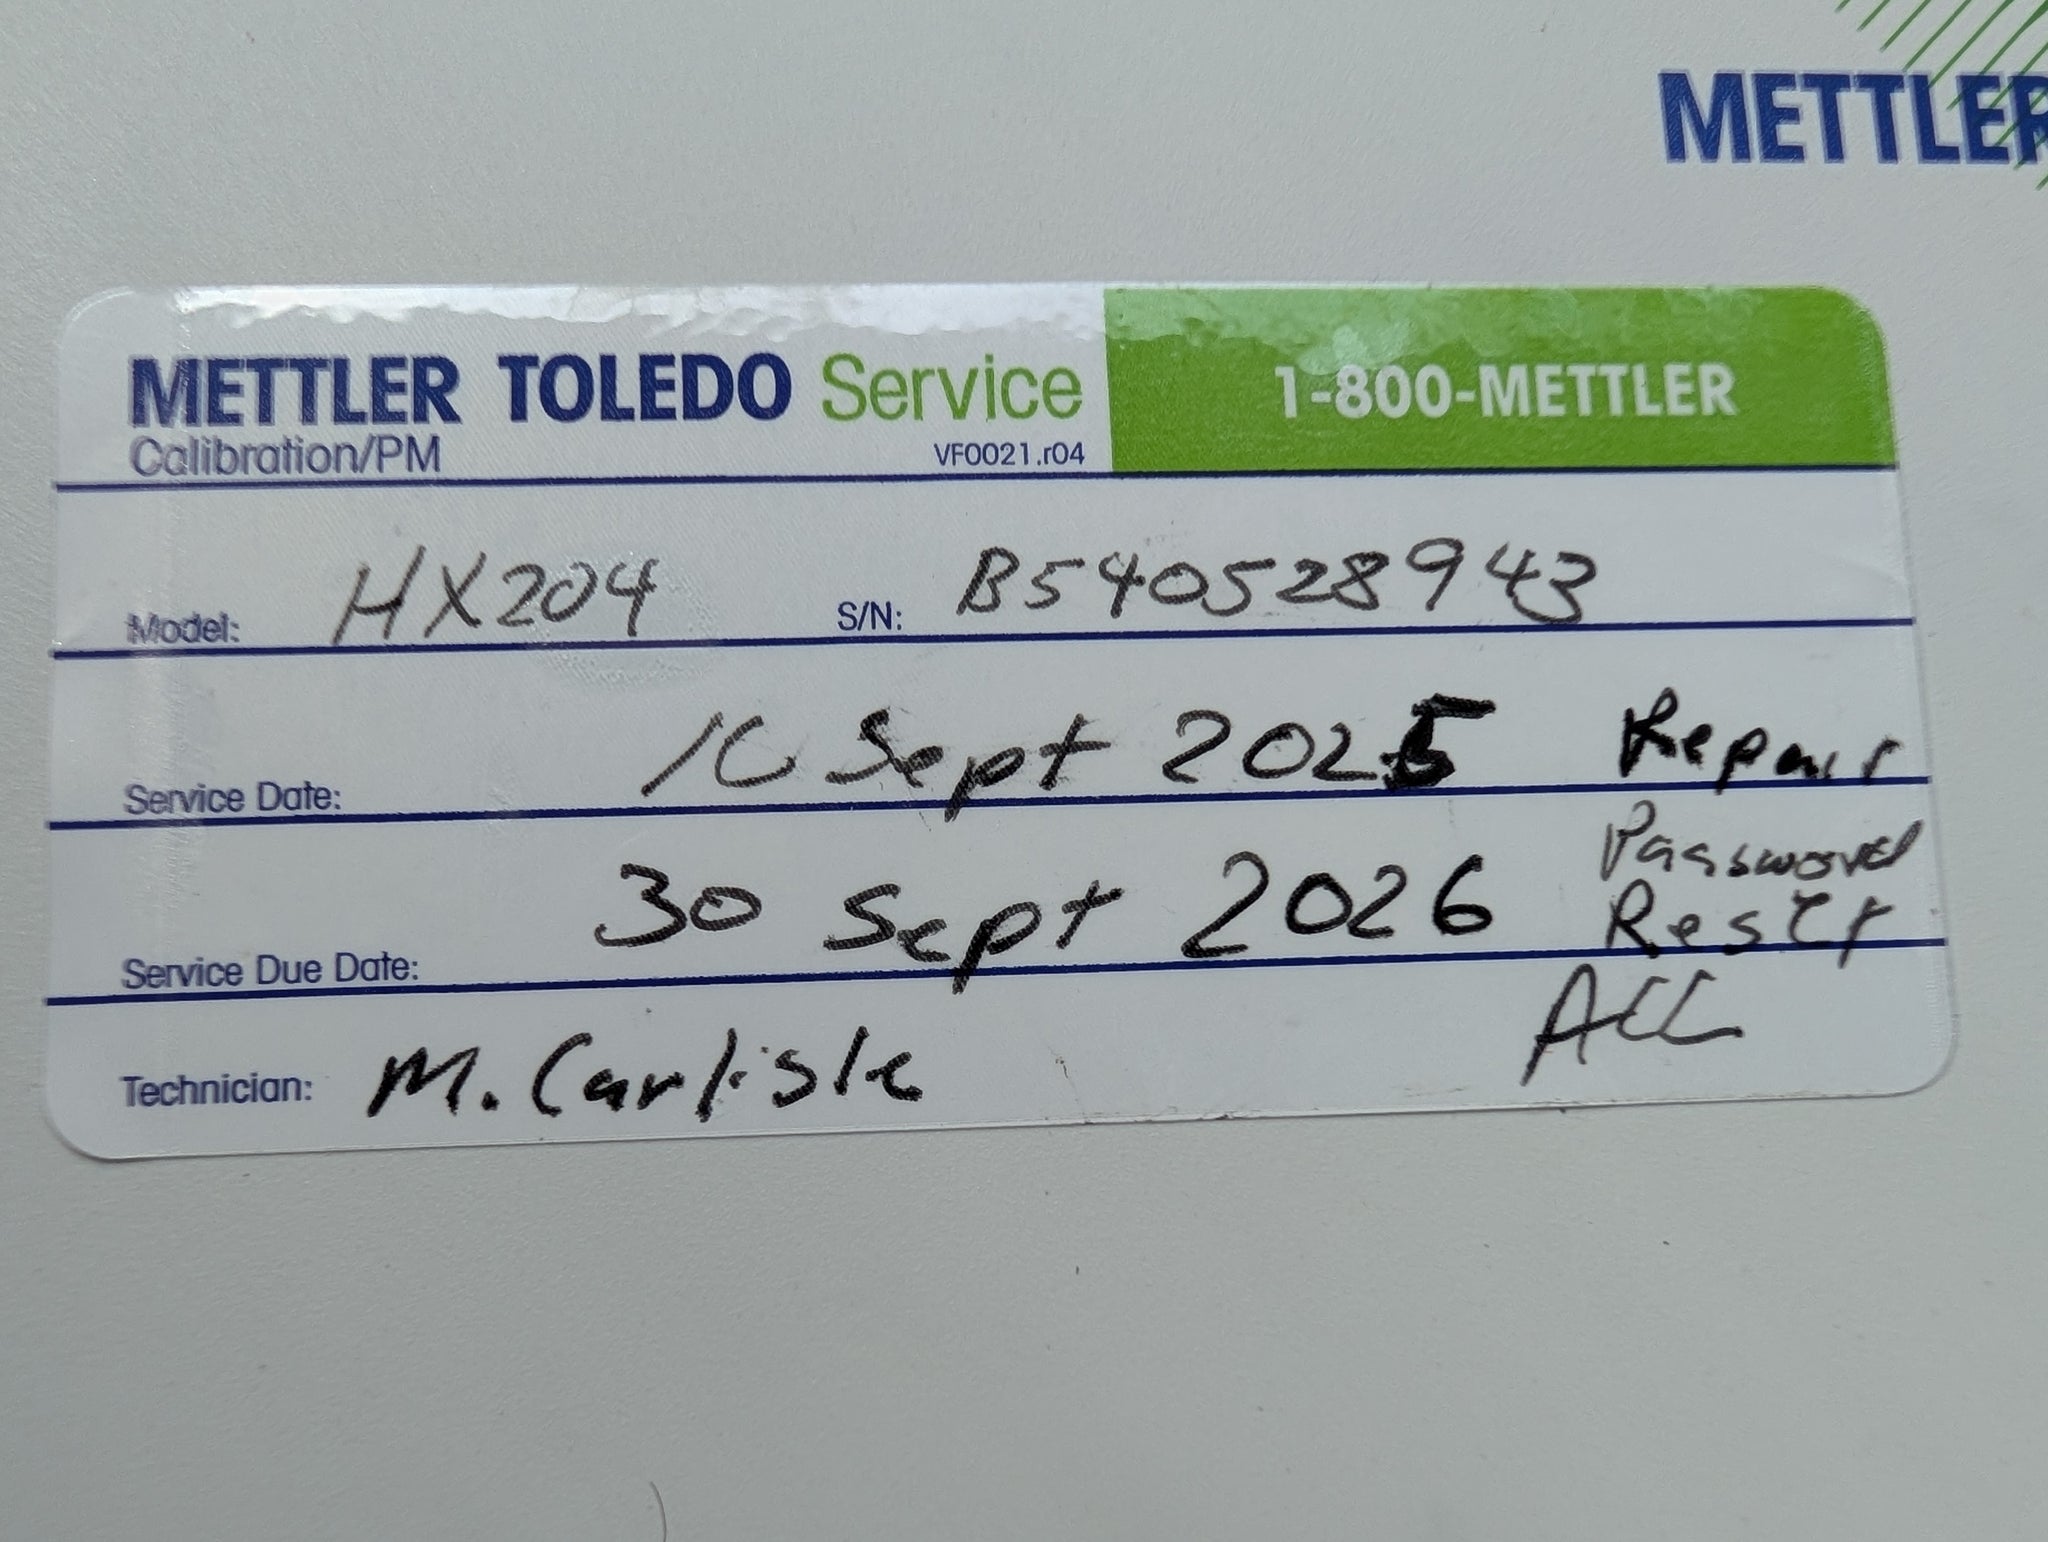 METTLER
METTLER TOLEDO Service
Calibration/PM
VF0021.r04
1-800-METTLER
Model: HX204
S/N: B540528943
Service Date: 10 Sept 2025 Repair
Password
Service Due Date: 30 Sept 2026 Reset
Technician: M. Carlisle